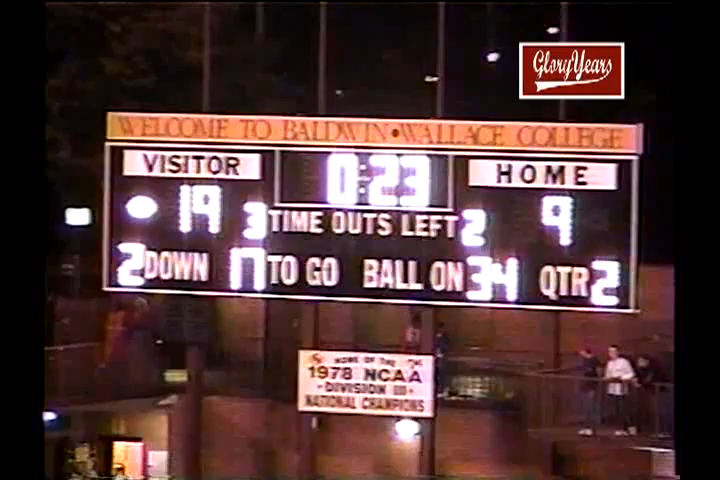 GloryYears
WELCOME TO BALDWIN•WALLACE COLLEGE
VISITOR 0:23 HOME
19 3 TIME OUTS LEFT 2 9
2 DOWN 17 TO GO BALL ON 34 QTR 2
HOME OF THE
1978 NCAA
- DIVISION III -
NATIONAL CHAMPIONS